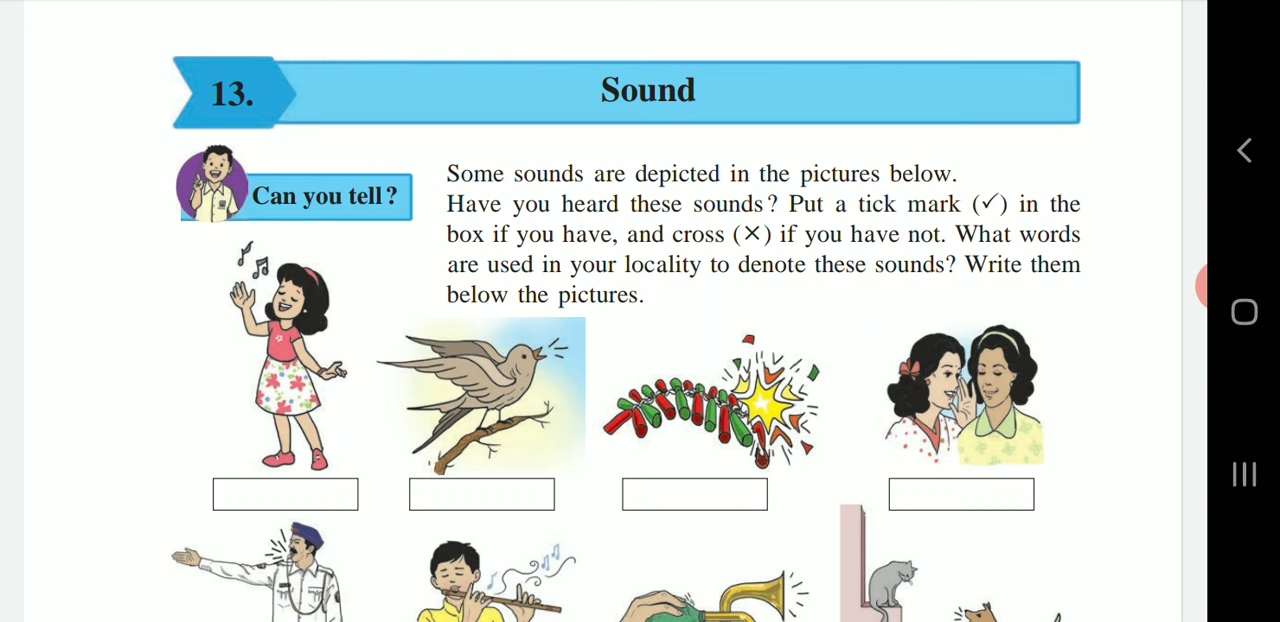 13.
Sound
Can you tell?
Some sounds are depicted in the pictures below.
Have you heard these sounds? Put a tick mark (✓) in the
box if you have, and cross (✕) if you have not. What words
are used in your locality to denote these sounds? Write them
below the pictures.